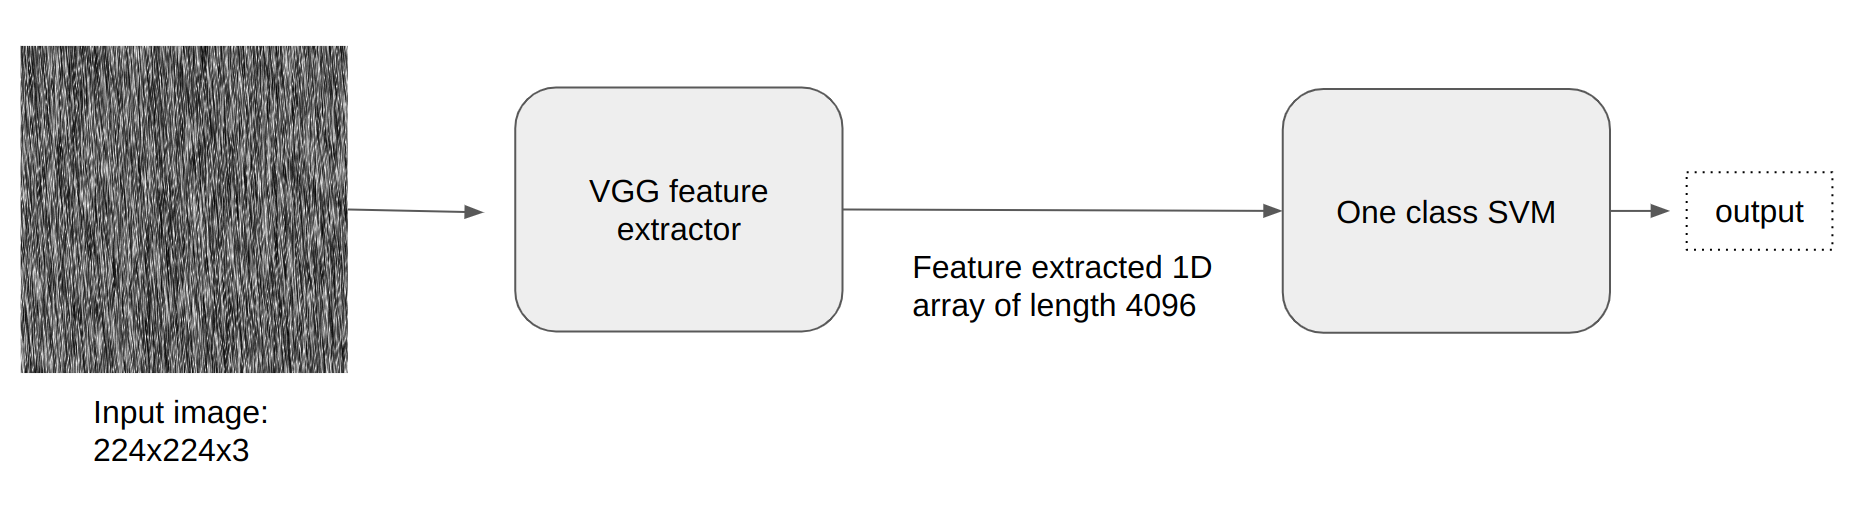 Input image:
224x224x3
VGG feature
extractor
Feature extracted 1D
array of length 4096
One class SVM
output